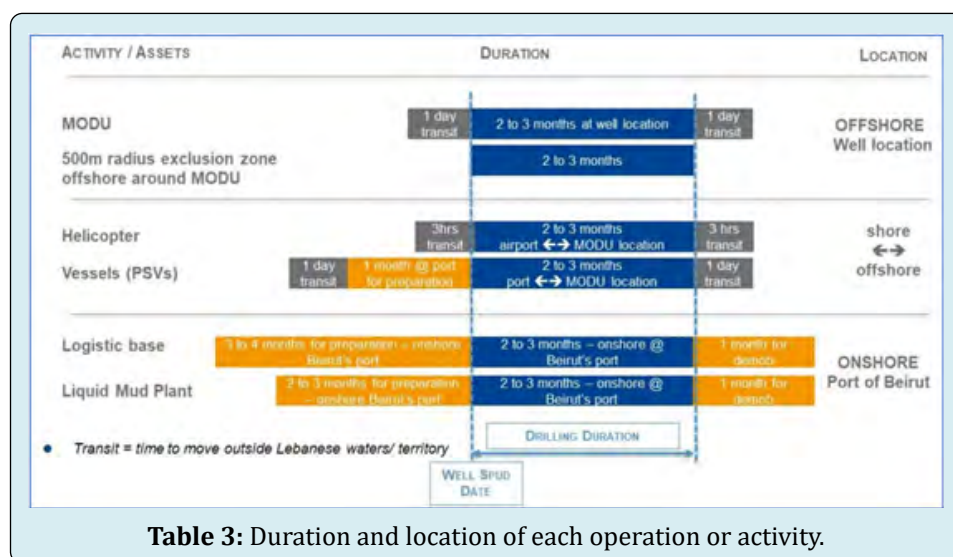 ACTIVITY / ASSETS DURATION LOCATION
MODU
1 day
transit
2 to 3 months at well location
1 day
transit
OFFSHORE
Well location
500m radius exclusion zone
offshore around MODU
2 to 3 months
Helicopter
3hrs
transit
2 to 3 months
airport ←→ MODU location
3 hrs
transit
shore
←→
offshore
Vessels (PSVs)
1 day
transit
1 month @ port
for preparation
2 to 3 months
port ←→ MODU location
1 day
transit
Logistic base
3 to 4 months for preparation – onshore
Beirut's port
2 to 3 months – onshore @
Beirut's port
1 month for
demob
ONSHORE
Port of Beirut
Liquid Mud Plant
2 to 3 months for preparation
– onshore Beirut's port
2 to 3 months – onshore @
Beirut's port
1 month for
demob
DRILLING DURATION
• Transit = time to move outside Lebanese waters/ territory
WELL SPUD
DATE
Table 3: Duration and location of each operation or activity.